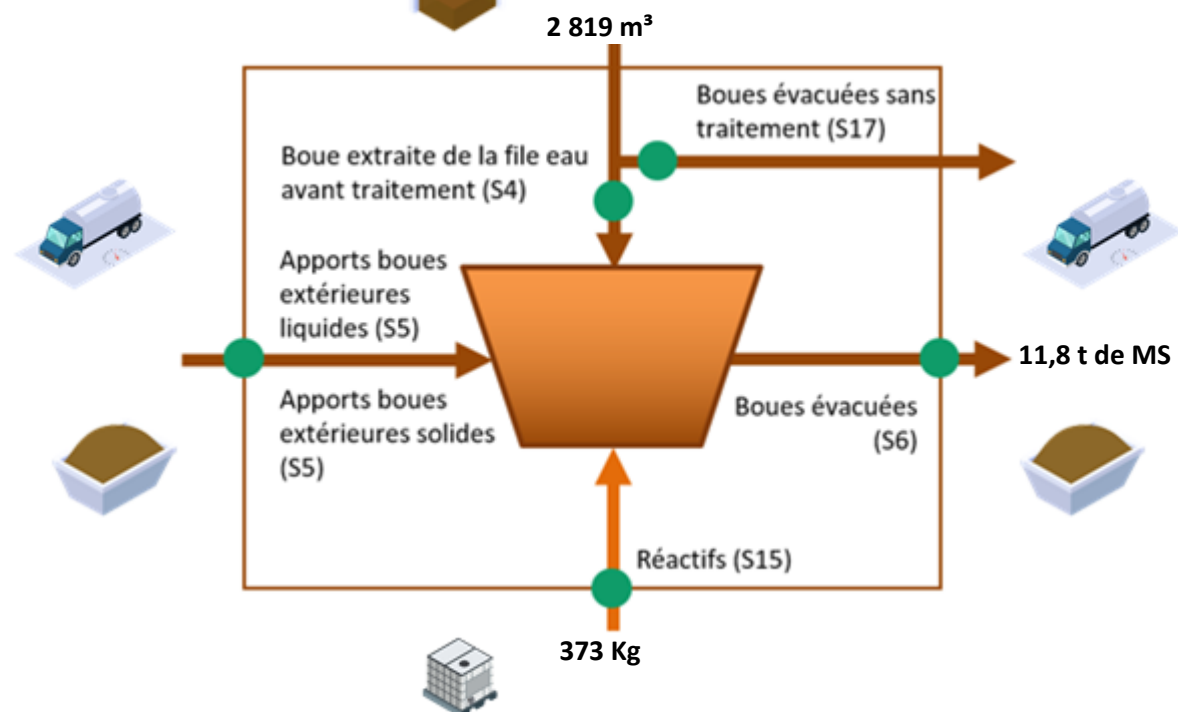 2 819 m³
Boues évacuées sans
traitement (S17)
Boue extraite de la file eau
avant traitement (S4)
Apports boues
extérieures
liquides (S5)
11,8 t de MS
Apports boues
extérieures solides
(S5)
Boues évacuées
(S6)
Réactifs (S15)
373 Kg